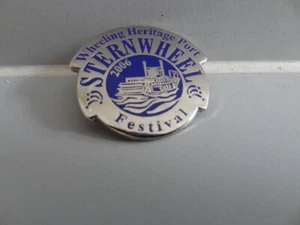 Wheeling Heritage Port
STERNWHEEL
2006
Festival